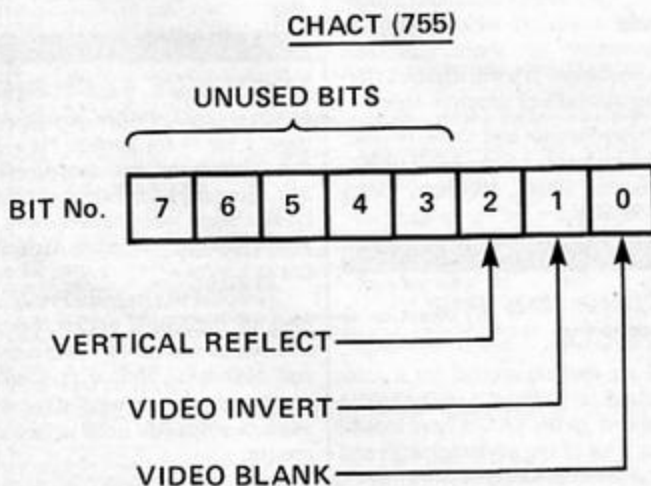 CHACT (755)
UNUSED BITS
BIT No. 7 6 5 4 3 2 1 0
VERTICAL REFLECT
VIDEO INVERT
VIDEO BLANK